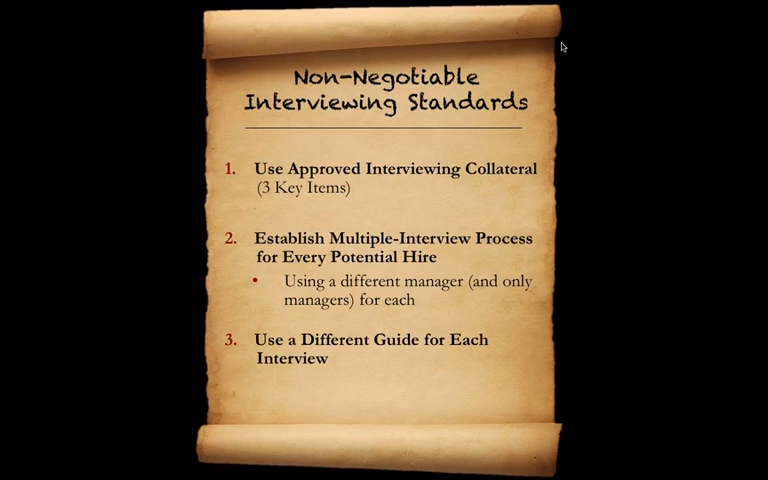 Non-Negotiable
Interviewing Standards
1. Use Approved Interviewing Collateral
(3 Key Items)
2. Establish Multiple-Interview Process
for Every Potential Hire
• Using a different manager (and only
managers) for each
3. Use a Different Guide for Each
Interview